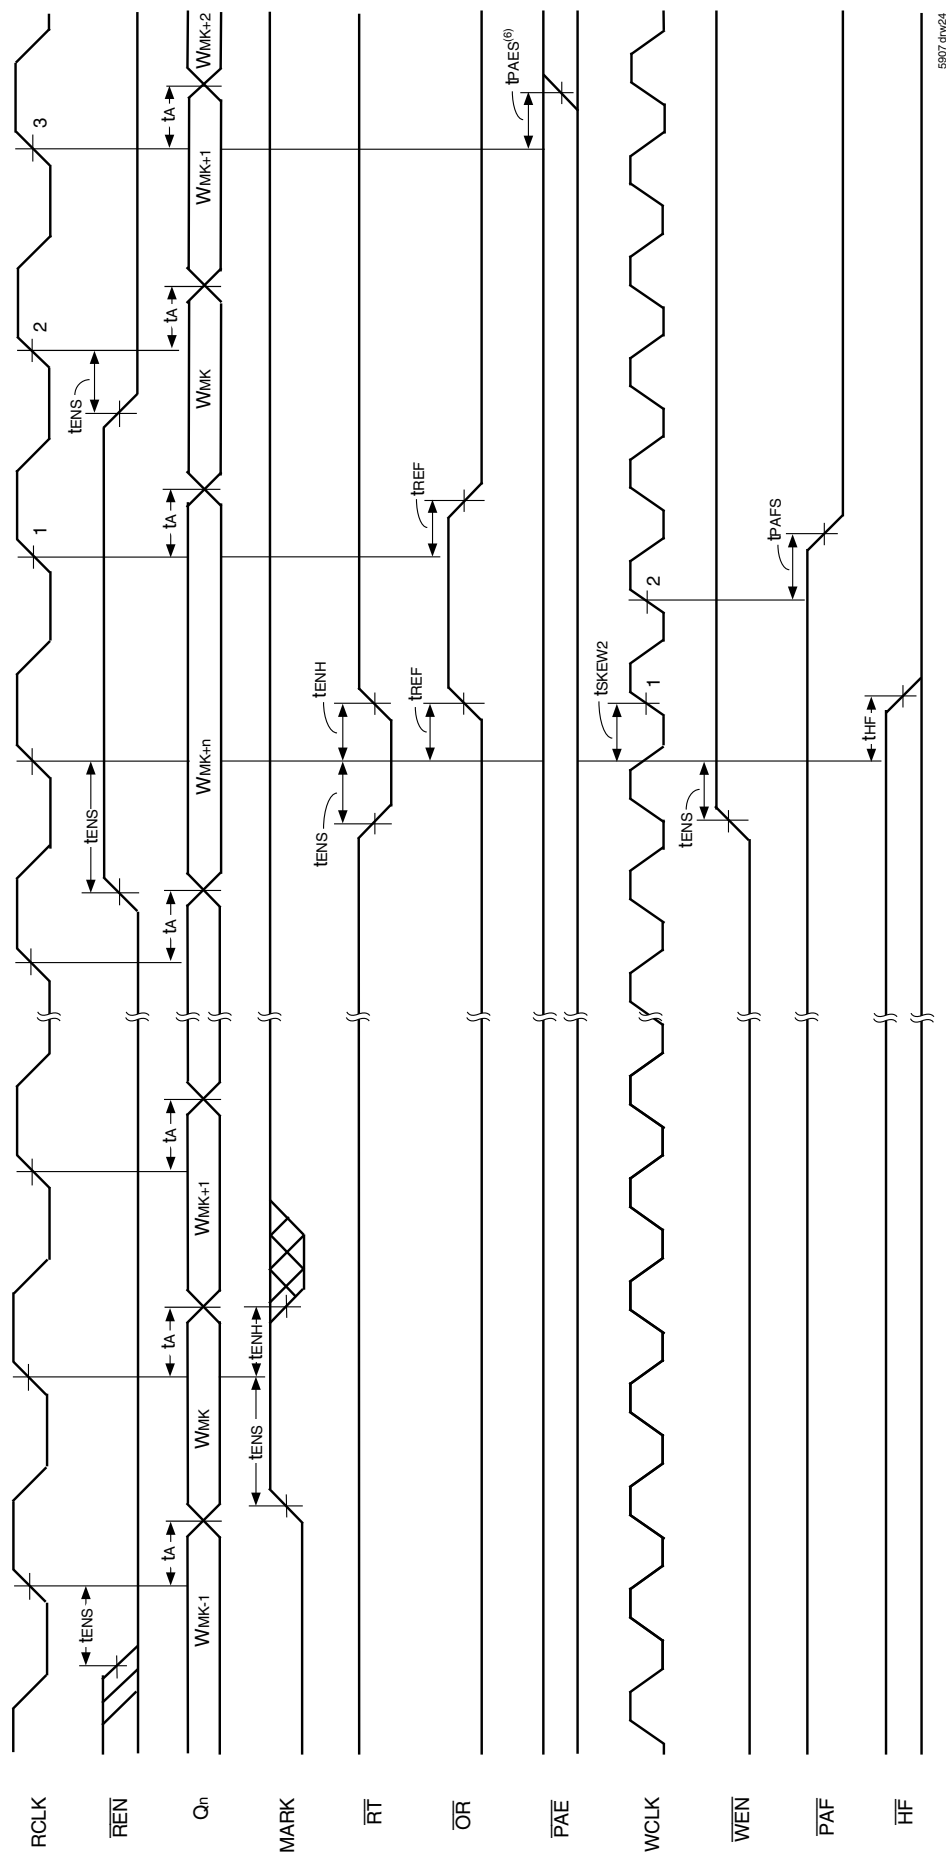 RCLK
1
2
3
REN
tENS
tENS
tENS
Qn
WMK-1
tA
WMK
tA
WMK+1
tA
tA
WMK+n
tA
WMK
tA
WMK+1
tA
WMK+2
MARK
tENS
tENH
RT
tENS
tENH
OR
tREF
tREF
PAE
tPAES(6)
WCLK
tSKEW2
1
2
WEN
tENS
PAF
tPAFS
HF
tHF
5907 drw24